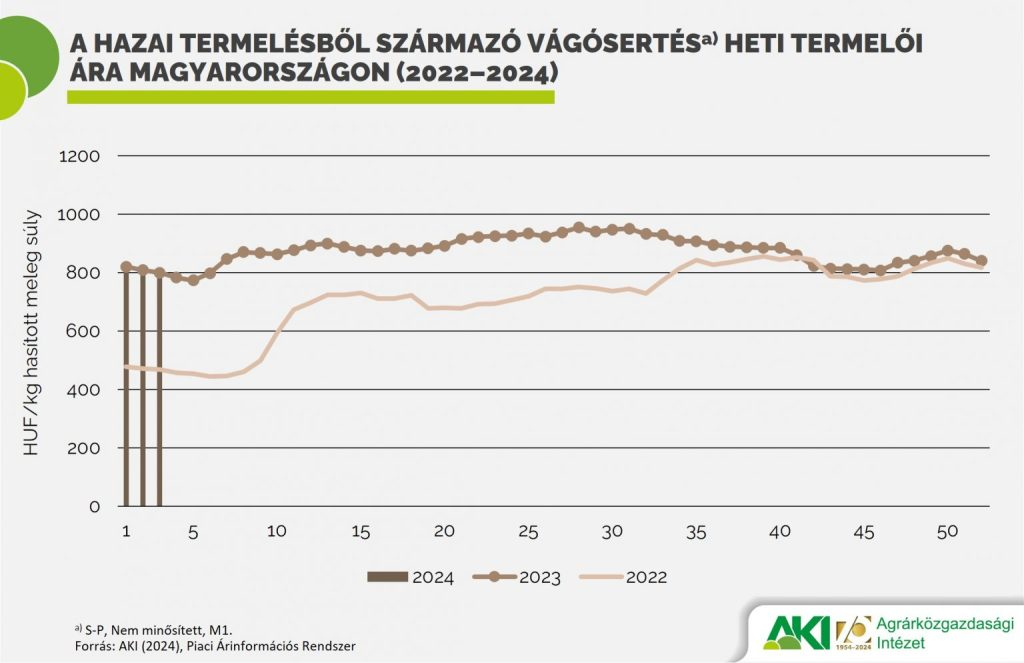 A HAZAI TERMELÉSBŐL SZÁRMAZÓ VÁGÓSERTÉSa) HETI TERMELŐI
ÁRA MAGYARORSZÁGON (2022–2024)
HUF/kg hasított meleg súly
1200
1000
800
600
400
200
0
1 5 10 15 20 25 30 35 40 45 50
2024 2023 2022
a) S-P, Nem minősített, M1.
Forrás: AKI (2024), Piaci Árinformációs Rendszer
AKI 70 Agrárközgazdasági
1954-2024 Intézet